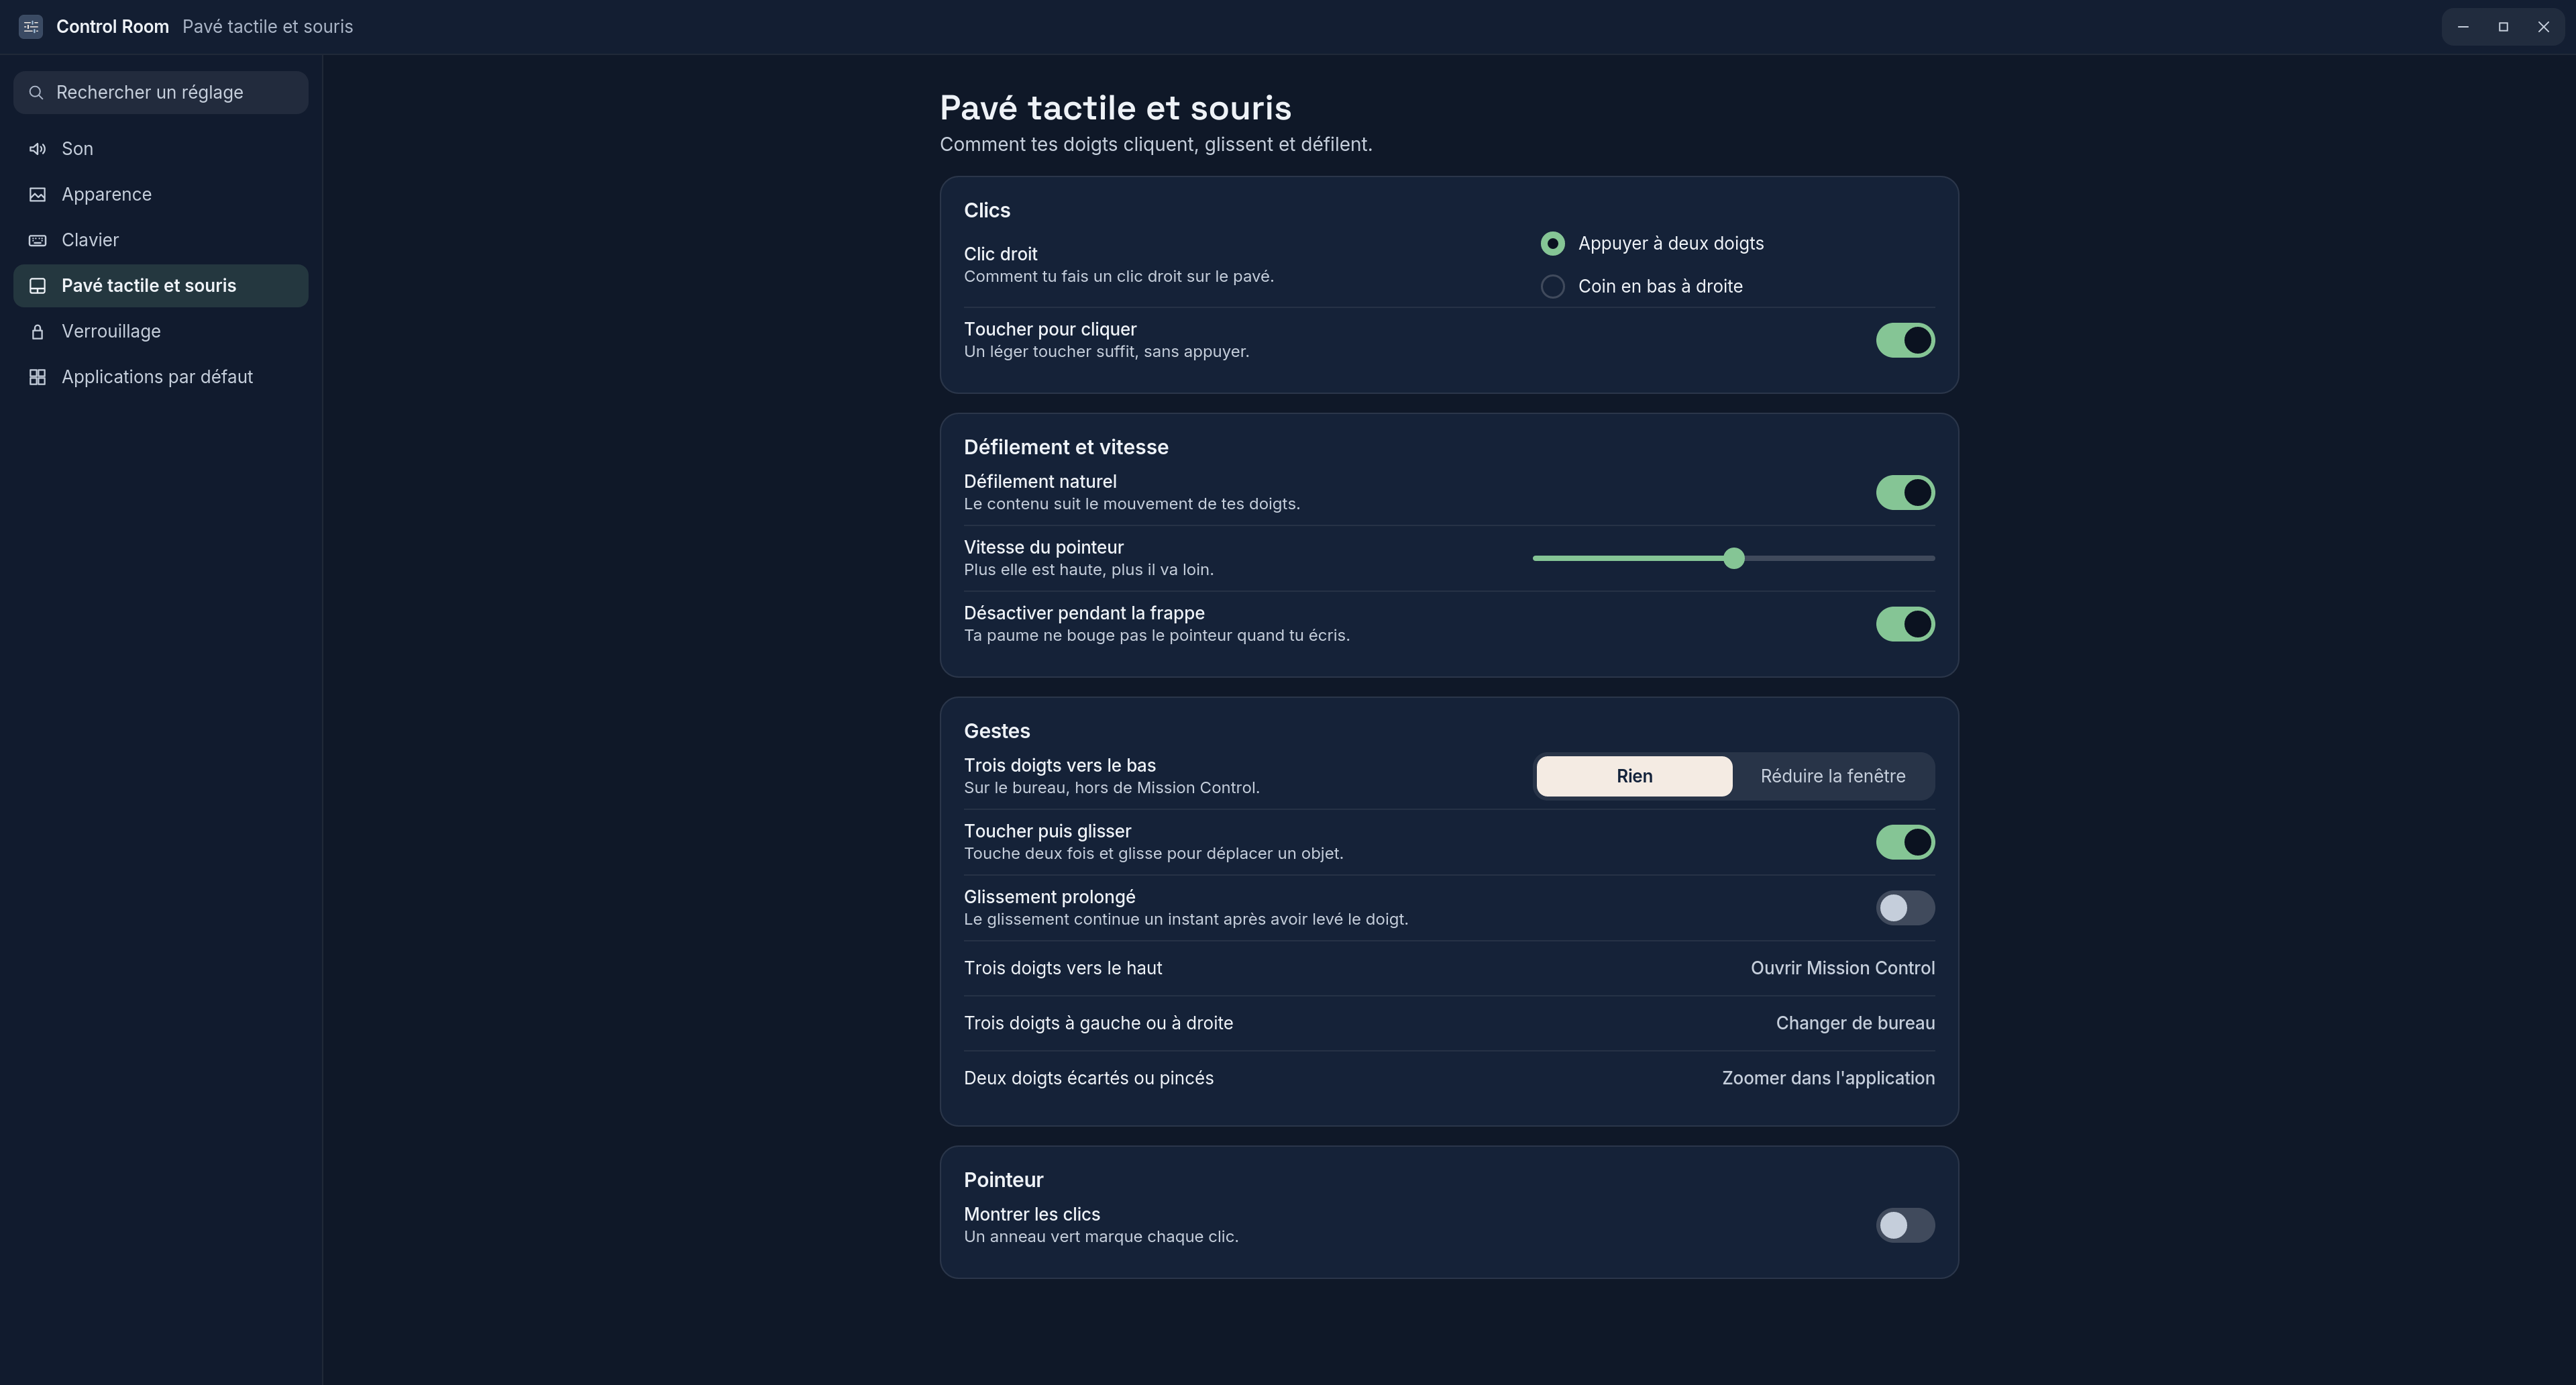 Control Room Pavé tactile et souris
Rechercher un réglage
Son
Apparence
Clavier
Pavé tactile et souris
Verrouillage
Applications par défaut
Pavé tactile et souris
Comment tes doigts cliquent, glissent et défilent.
Clics
Clic droit
Comment tu fais un clic droit sur le pavé.
Appuyer à deux doigts
Coin en bas à droite
Toucher pour cliquer
Un léger toucher suffit, sans appuyer.
Défilement et vitesse
Défilement naturel
Le contenu suit le mouvement de tes doigts.
Vitesse du pointeur
Plus elle est haute, plus il va loin.
Désactiver pendant la frappe
Ta paume ne bouge pas le pointeur quand tu écris.
Gestes
Trois doigts vers le bas
Sur le bureau, hors de Mission Control.
Rien
Réduire la fenêtre
Toucher puis glisser
Touche deux fois et glisse pour déplacer un objet.
Glissement prolongé
Le glissement continue un instant après avoir levé le doigt.
Trois doigts vers le haut
Ouvrir Mission Control
Trois doigts à gauche ou à droite
Changer de bureau
Deux doigts écartés ou pincés
Zoomer dans l'application
Pointeur
Montrer les clics
Un anneau vert marque chaque clic.